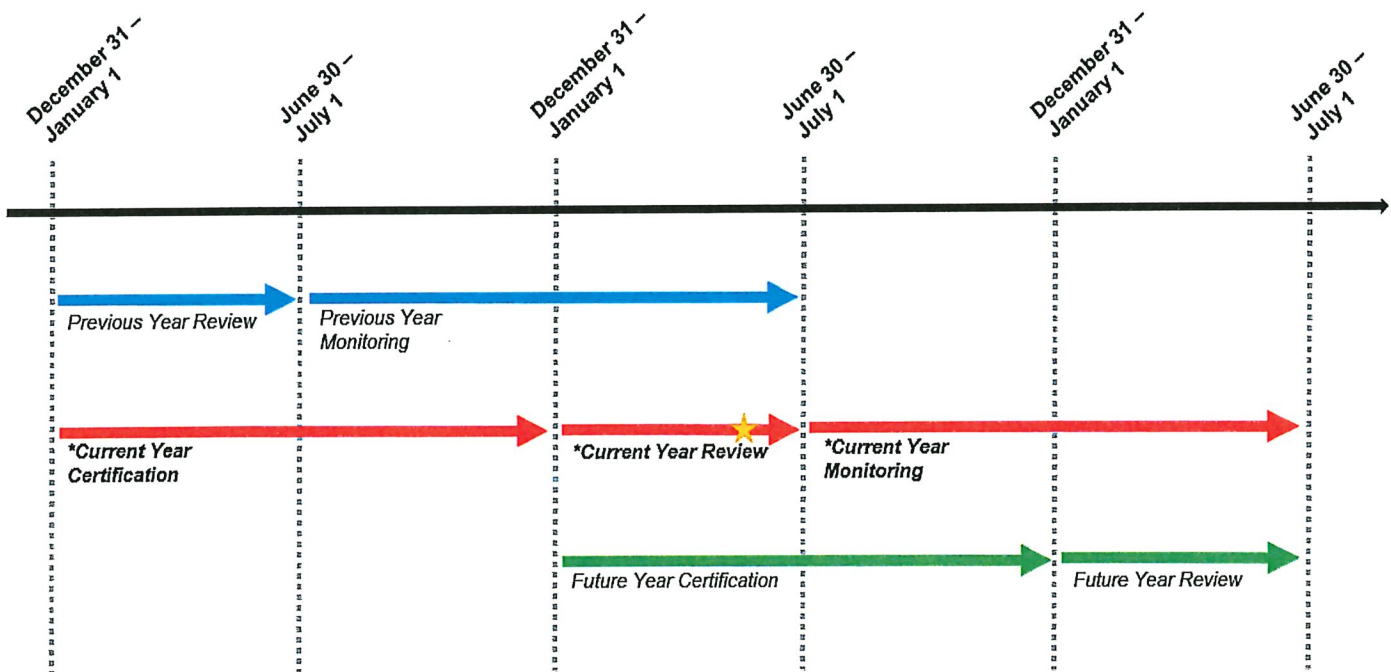 December 31 –
January 1
June 30 –
July 1
December 31 –
January 1
June 30 –
July 1
December 31 –
January 1
June 30 –
July 1
Previous Year Review
Previous Year
Monitoring
*Current Year
Certification
*Current Year Review
*Current Year
Monitoring
Future Year Certification
Future Year Review